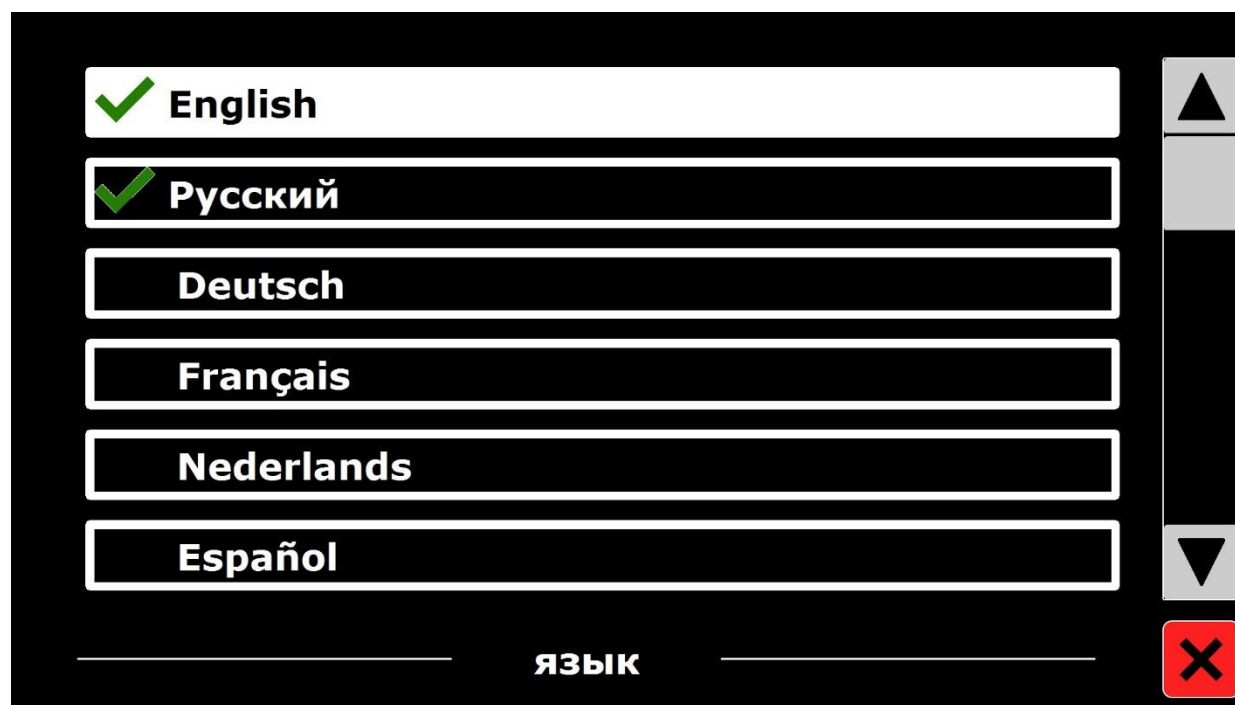 English
Русский
Deutsch
Français
Nederlands
Español
язык